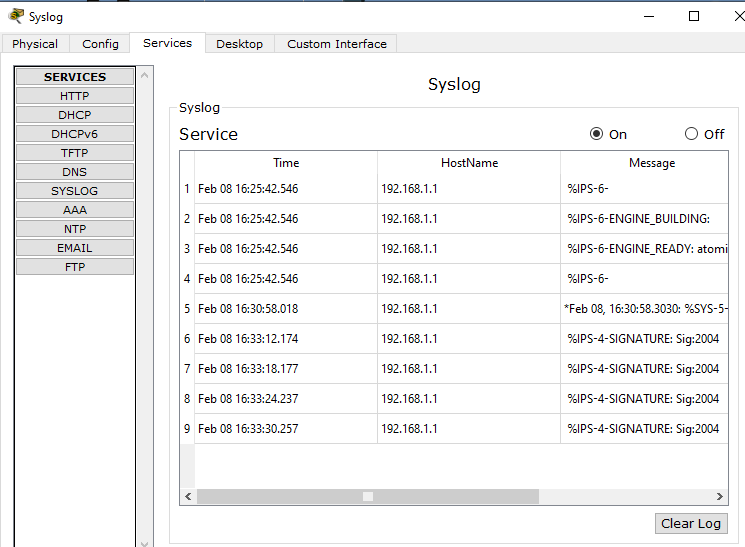 Syslog
Physical Config Services Desktop Custom Interface
SERVICES
HTTP
DHCP
DHCPv6
TFTP
DNS
SYSLOG
AAA
NTP
EMAIL
FTP
Syslog
Syslog
Service On Off
Time HostName Message
1 Feb 08 16:25:42.546 192.168.1.1 %IPS-6-
2 Feb 08 16:25:42.546 192.168.1.1 %IPS-6-ENGINE_BUILDING:
3 Feb 08 16:25:42.546 192.168.1.1 %IPS-6-ENGINE_READY: atomi
4 Feb 08 16:25:42.546 192.168.1.1 %IPS-6-
5 Feb 08 16:30:58.018 192.168.1.1 *Feb 08, 16:30:58.3030: %SYS-5-
6 Feb 08 16:33:12.174 192.168.1.1 %IPS-4-SIGNATURE: Sig:2004
7 Feb 08 16:33:18.177 192.168.1.1 %IPS-4-SIGNATURE: Sig:2004
8 Feb 08 16:33:24.237 192.168.1.1 %IPS-4-SIGNATURE: Sig:2004
9 Feb 08 16:33:30.257 192.168.1.1 %IPS-4-SIGNATURE: Sig:2004
Clear Log